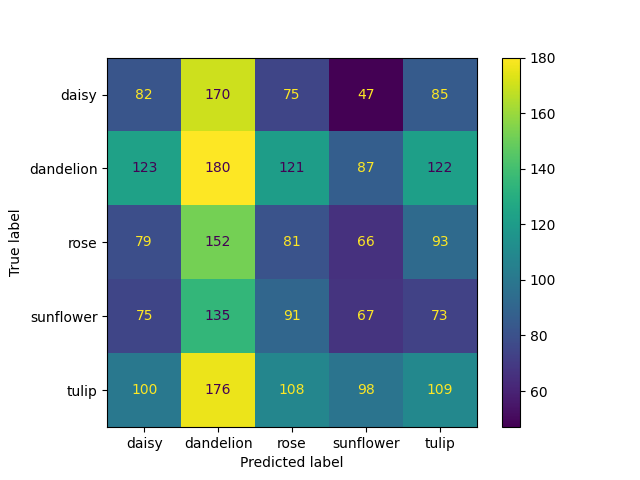 180
daisy 82 170 75 47 85
160
dandelion 123 180 121 87 122
140
120
rose 79 152 81 66 93
100
sunflower 75 135 91 67 73
80
tulip 100 176 108 98 109
60
daisy dandelion rose sunflower tulip
Predicted label
True label